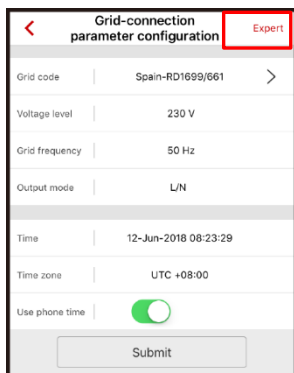 Grid-connection
parameter configuration
Expert
Grid code Spain-RD1699/661
Voltage level 230 V
Grid frequency 50 Hz
Output mode L/N
Time 12-Jun-2018 08:23:29
Time zone UTC +08:00
Use phone time
Submit